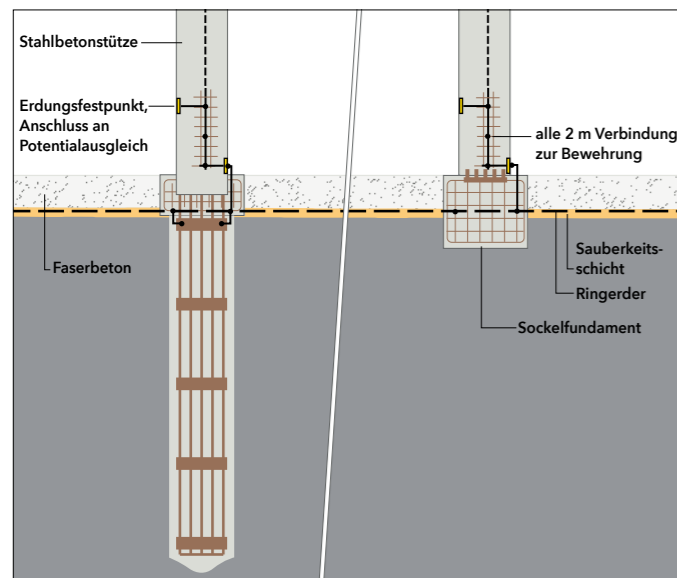 Stahlbetonstütze
Erdungsfestpunkt,
Anschluss an
Potentialausgleich
alle 2 m Verbindung
zur Bewehrung
Faserbeton
Sauberkeits-
schicht
Ringerder
Sockelfundament